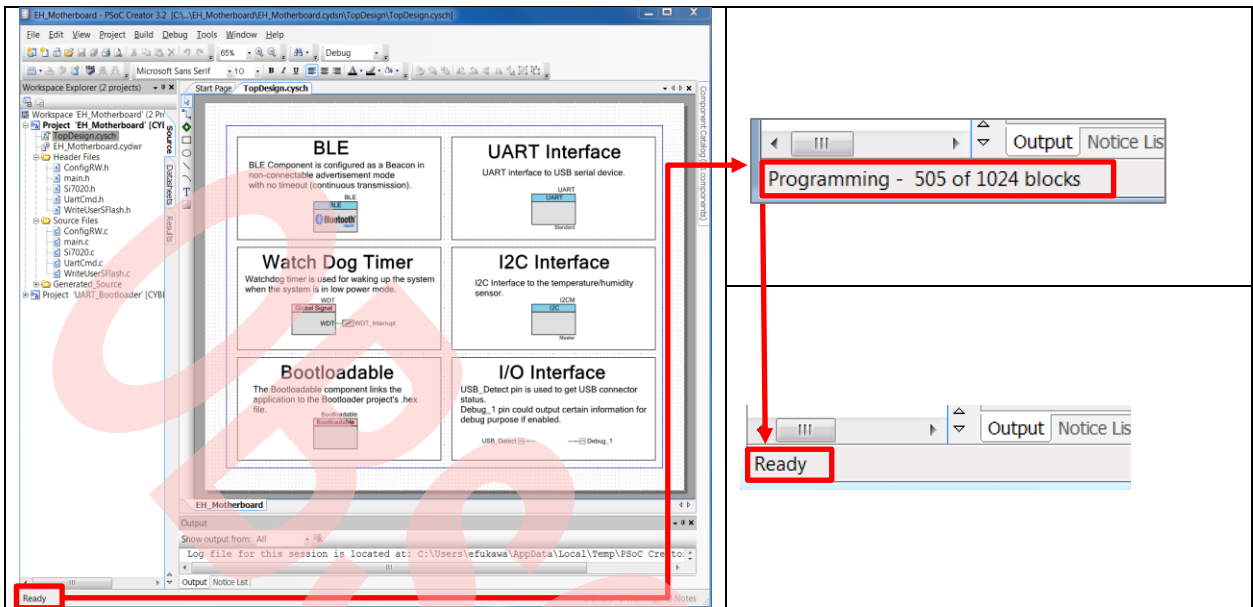 EH_Motherboard - PSoC Creator 3.2 [C:\...\EH_Motherboard\EH_Motherboard.cydsn\TopDesign\TopDesign.cysch]
File Edit View Project Build Debug Tools Window Help
65% Debug
Microsoft Sans Serif 10 B I U
Workspace Explorer (2 projects)
Start Page TopDesign.cysch
Workspace 'EH_Motherboard' (2 Pri
Project 'EH_Motherboard' [CYI
TopDesign.cysch
EH_Motherboard.cydwr
Header Files
ConfigRW.h
main.h
Si7020.h
UartCmd.h
WriteUserSFlash.h
Source Files
ConfigRW.c
main.c
Si7020.c
UartCmd.c
WriteUserSFlash.c
Generated_Source
Project 'UART_Bootloader' [CYBI
Source
Datasheets
Results
BLE
BLE Component is configured as a Beacon in
non-connectable advertisement mode
with no timeout (continuous transmission).
BLE
BLE
Bluetooth
UART Interface
UART interface to USB serial device.
UART
UART
Standard
Watch Dog Timer
Watchdog timer is used for waking up the system
when the system is in low power mode.
WDT
Global Signal
WDT WDT_Interrupt
I2C Interface
I2C Interface to the temperature/humidity
sensor.
I2CM
I2C
Master
Bootloadable
The Bootloadable component links the
application to the Bootloader project's .hex
file.
Bootloadable
Bootloadable
I/O Interface
USB_Detect pin is used to get USB connector
status.
Debug_1 pin could output certain information for
debug purpose if enabled.
USB_Detect Debug_1
EH_Motherboard
Output
Show output from: All
Log file for this session is located at: C:\Users\efukawa\AppData\Local\Temp\PSoC Creator
Output Notice List
Ready
Notes
Output Notice Lis
Programming - 505 of 1024 blocks
Output Notice Lis
Ready